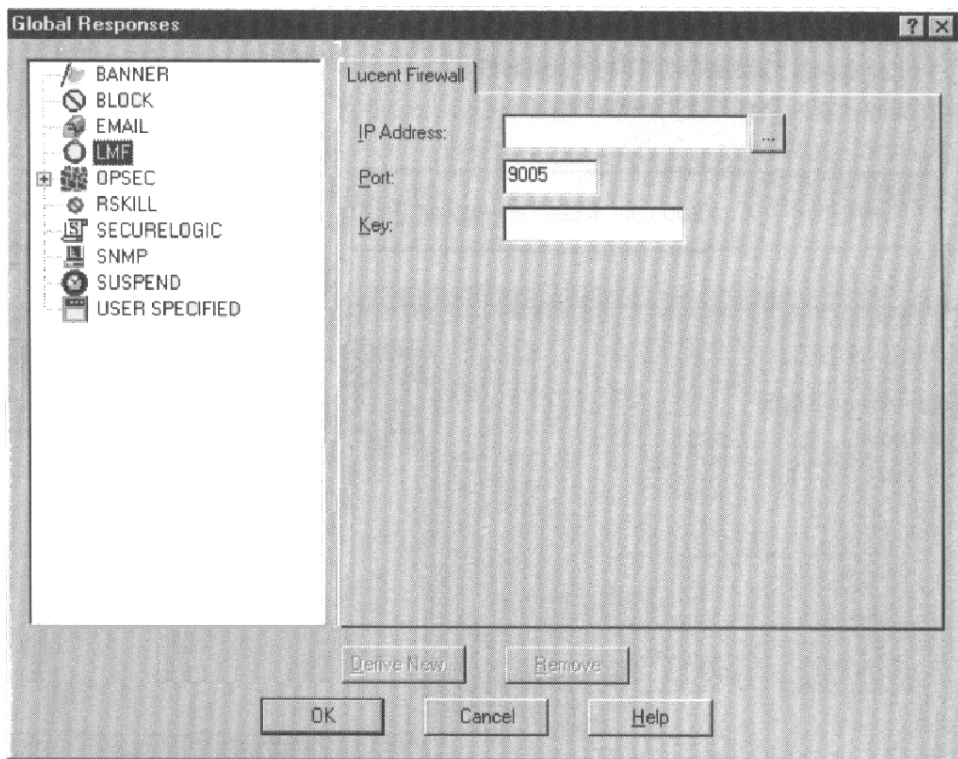 Global Responses
BANNER
BLOCK
EMAIL
LMF
OPSEC
RSKILL
SECURELOGIC
SNMP
SUSPEND
USER SPECIFIED
Lucent Firewall
IP Address:
...
Port:
9005
Key:
Derive New...
Remove
OK
Cancel
Help